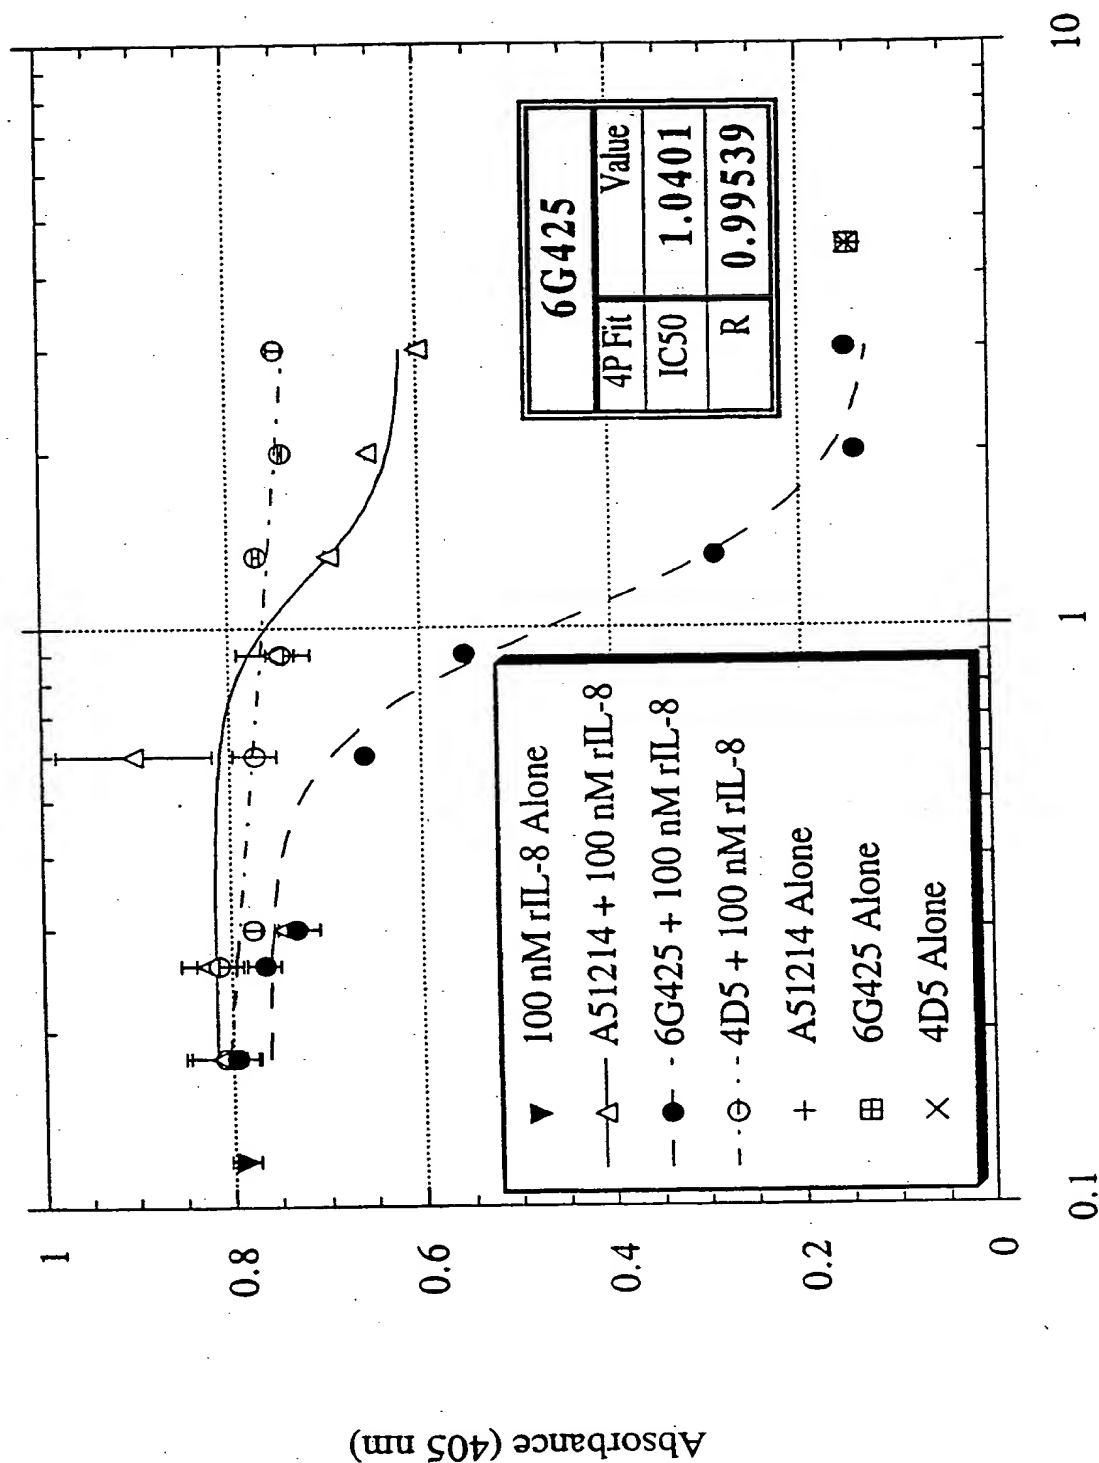 Absorbance (405 nm)
1
0.8
0.6
0.4
0.2
0
0.1
1
10
100 nM rIL-8 Alone
A51214 + 100 nM rIL-8
6G425 + 100 nM rIL-8
4D5 + 100 nM rIL-8
A51214 Alone
6G425 Alone
4D5 Alone
6G425
4P Fit Value
IC50 1.0401
R 0.99539